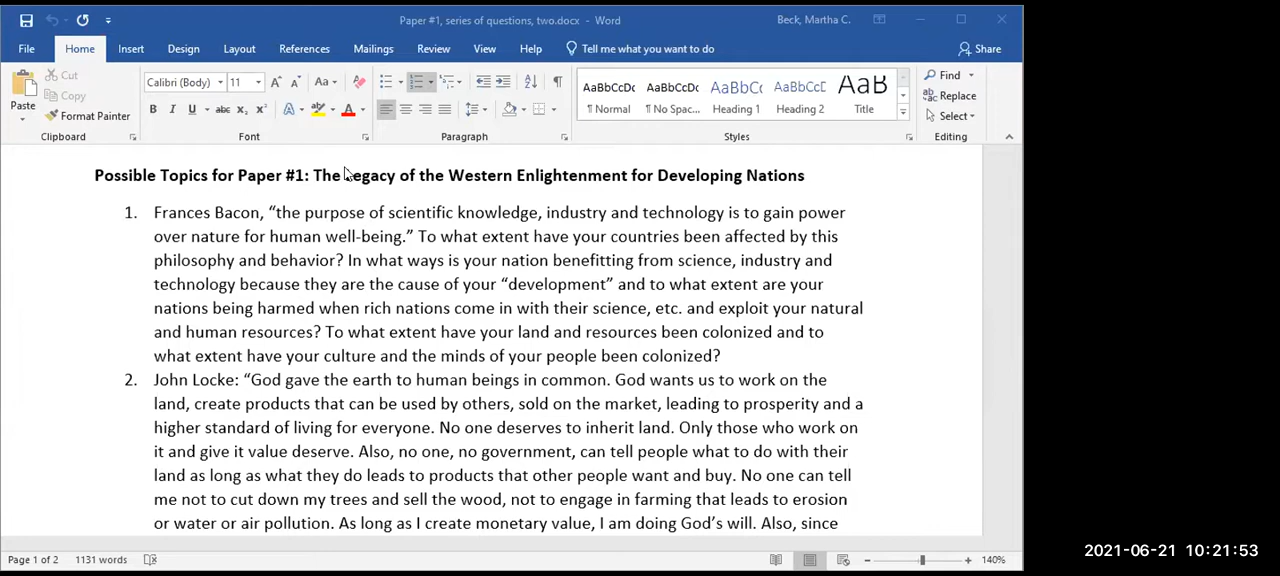 Paper #1, series of questions, two.docx - Word
Beck, Martha C.
File Home Insert Design Layout References Mailings Review View Help Tell me what you want to do Share
Paste
Cut
Copy
Format Painter
Calibri (Body) 11
Clipboard Font Paragraph Styles Editing
AaBbCcDc AaBbCcDc AaBbCc AaBbCcD AaB
¶ Normal ¶ No Spac... Heading 1 Heading 2 Title
Find
Replace
Select
Possible Topics for Paper #1: The Legacy of the Western Enlightenment for Developing Nations
1. Frances Bacon, “the purpose of scientific knowledge, industry and technology is to gain power
over nature for human well-being.” To what extent have your countries been affected by this
philosophy and behavior? In what ways is your nation benefitting from science, industry and
technology because they are the cause of your “development” and to what extent are your
nations being harmed when rich nations come in with their science, etc. and exploit your natural
and human resources? To what extent have your land and resources been colonized and to
what extent have your culture and the minds of your people been colonized?
2. John Locke: “God gave the earth to human beings in common. God wants us to work on the
land, create products that can be used by others, sold on the market, leading to prosperity and a
higher standard of living for everyone. No one deserves to inherit land. Only those who work on
it and give it value deserve. Also, no one, no government, can tell people what to do with their
land as long as what they do leads to products that other people want and buy. No one can tell
me not to cut down my trees and sell the wood, not to engage in farming that leads to erosion
or water or air pollution. As long as I create monetary value, I am doing God’s will. Also, since
Page 1 of 2 1131 words
140%
2021-06-21 10:21:53